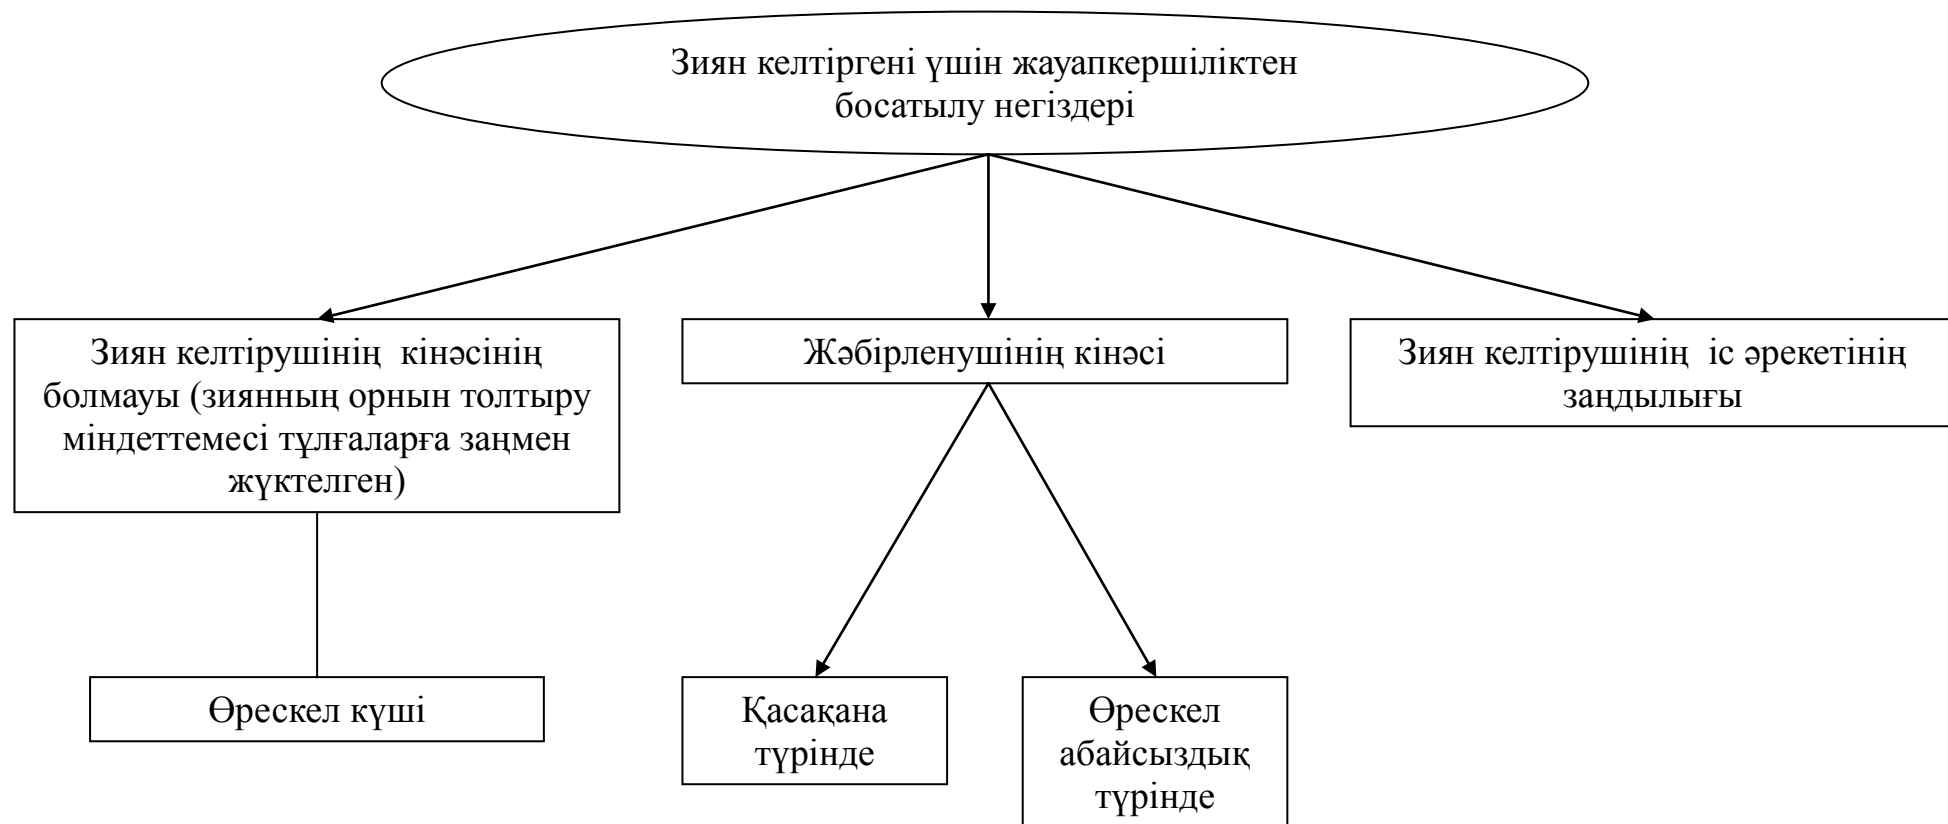 Зиян келтіргені үшін жауапкершіліктен
босатылу негіздері
Зиян келтірушінің кінәсінің
болмауы (зиянның орнын толтыру
міндеттемесі тұлғаларға заңмен
жүктелген)
Жәбірленушінің кінәсі
Зиян келтірушінің іс әрекетінің
заңдылығы
Өрескел күші
Қасақана
түрінде
Өрескел
абайсыздық
түрінде